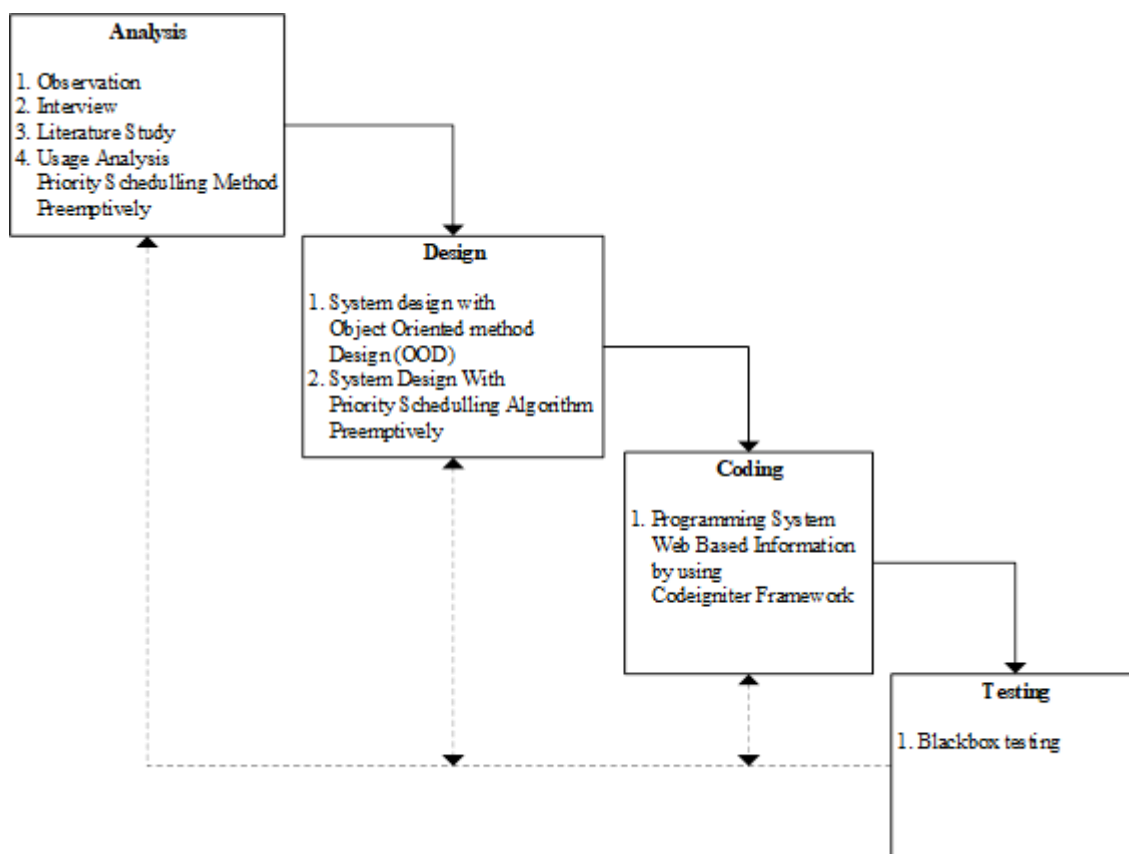 Analysis
1. Observation
2. Interview
3. Literature Study
4. Usage Analysis
Priority Schedulling Method
Preemptively
Design
1. System design with
Object Oriented method
Design (OOD)
2. System Design With
Priority Schedulling Algorithm
Preemptively
Coding
1. Programming System
Web Based Information
by using
Codeigniter Framework
Testing
1. Blackbox testing